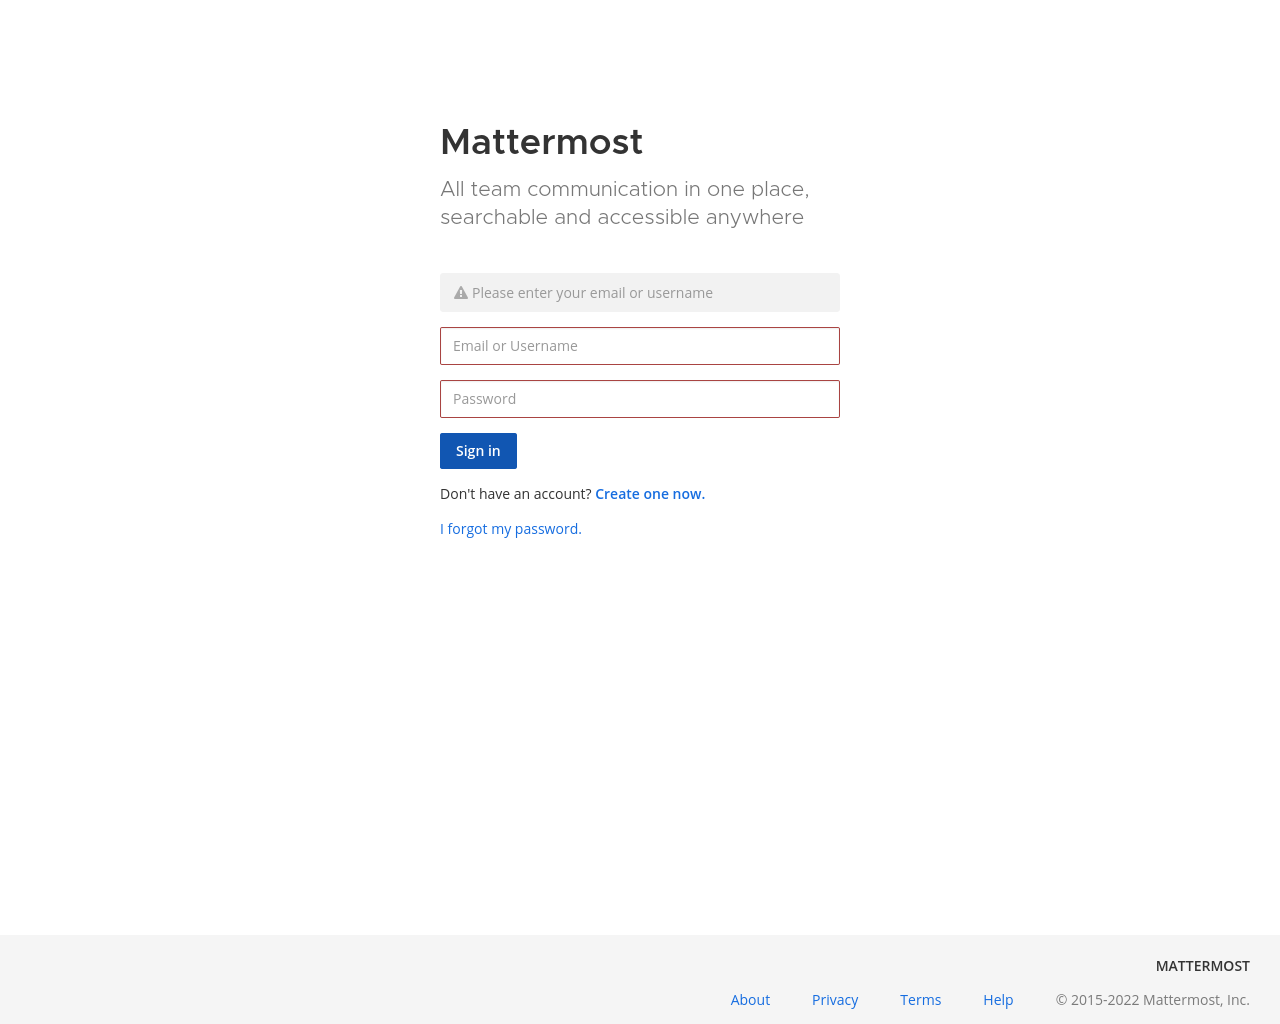 Mattermost
All team communication in one place,
searchable and accessible anywhere
Please enter your email or username
Email or Username
Password
Sign in
Don't have an account? Create one now.
I forgot my password.
MATTERMOST
About Privacy Terms Help © 2015-2022 Mattermost, Inc.